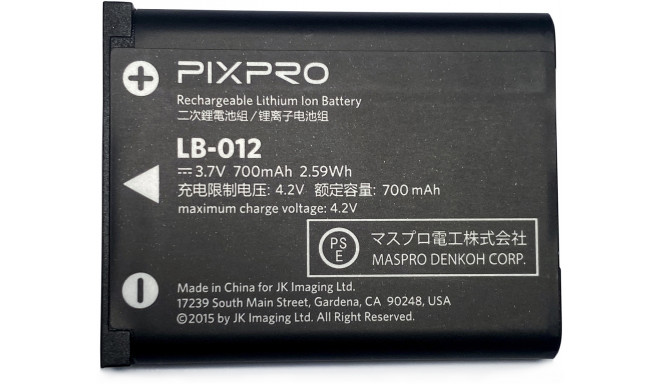 PIXPRO
Rechargeable Lithium Ion Battery
二次鋰電池組/锂离子电池组
LB-012
⎓3.7V 700mAh 2.59Wh
充电限制电压: 4.2V 额定容量: 700 mAh
maximum charge voltage: 4.2V
PS
E
マスプロ電工株式会社
MASPRO DENKOH CORP.
Made in China for JK Imaging Ltd.
17239 South Main Street, Gardena, CA 90248, USA
©2015 by JK Imaging Ltd. All Right Reserved.